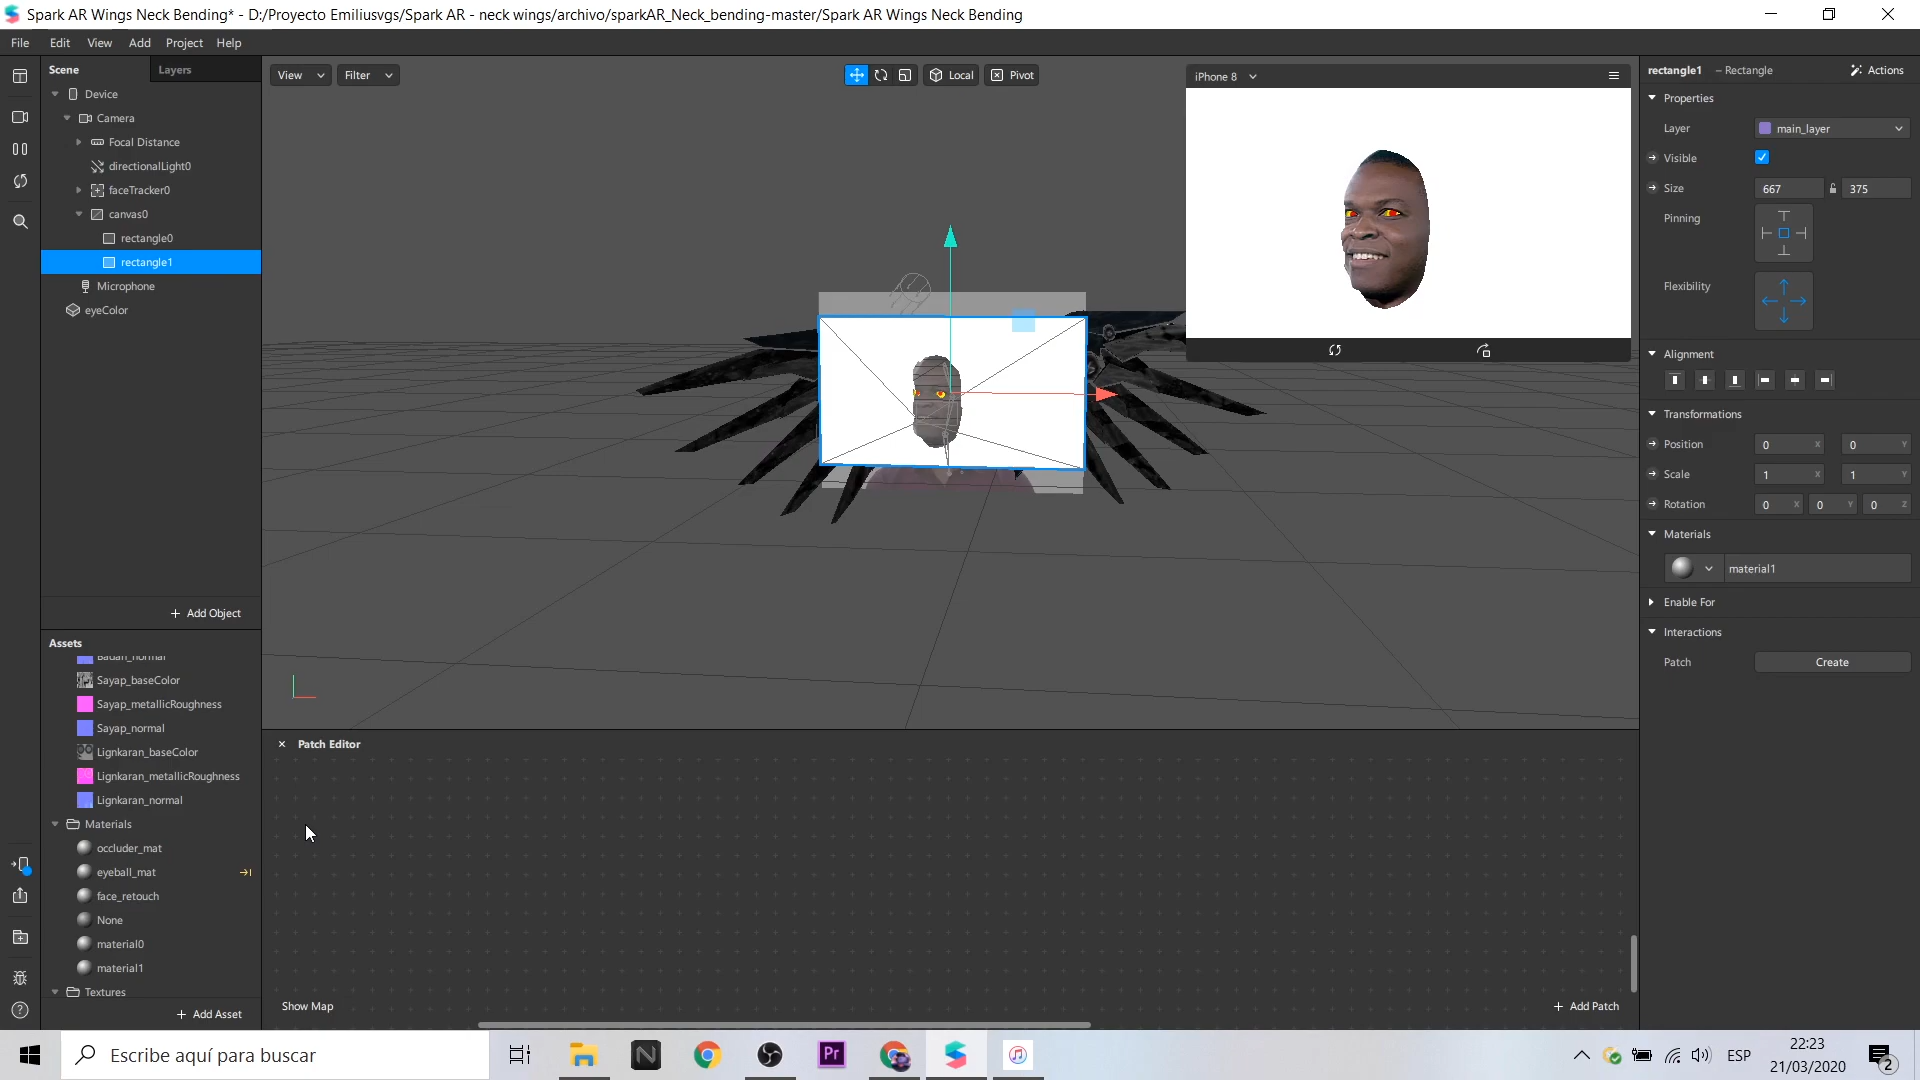 Spark AR Wings Neck Bending* - D:/Proyecto Emiliusvgs/Spark AR - neck wings/archivo/sparkAR_Neck_bending-master/Spark AR Wings Neck Bending
File Edit View Add Project Help
Scene
Layers
Device
Camera
Focal Distance
directionalLight0
faceTracker0
canvas0
rectangle0
rectangle1
Microphone
eyeColor
+ Add Object
Assets
Badan_normal
Sayap_baseColor
Sayap_metallicRoughness
Sayap_normal
Lignkaran_baseColor
Lignkaran_metallicRoughness
Lignkaran_normal
Materials
occluder_mat
eyeball_mat
face_retouch
None
material0
material1
Textures
+ Add Asset
View
Filter
Local
Pivot
iPhone 8
Patch Editor
Show Map
+ Add Patch
rectangle1 – Rectangle
Actions
Properties
Layer main_layer
Visible
Size 667 375
Pinning
Flexibility
Alignment
Transformations
Position 0 X 0 Y
Scale 1 X 1 Y
Rotation 0 X 0 Y 0 Z
Materials
material1
Enable For
Interactions
Patch Create
Escribe aquí para buscar
N
Pr
ESP
22:23
21/03/2020
2